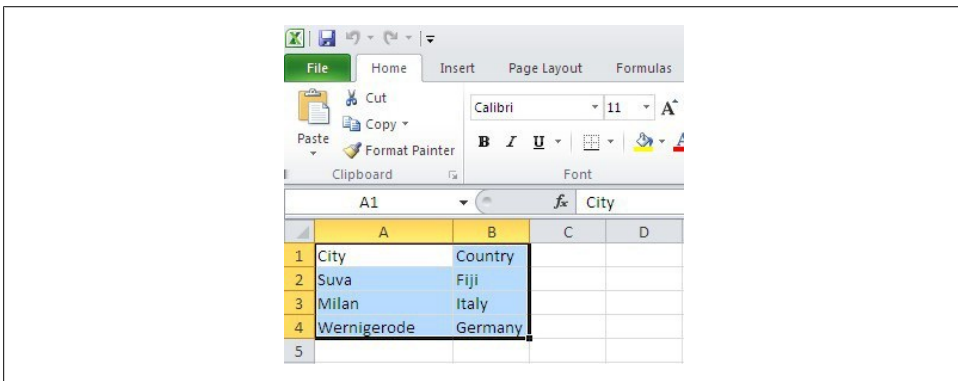 File Home Insert Page Layout Formulas
Cut
Copy
Format Painter
Paste
Calibri 11 A
B I U A
Clipboard Font
A1 fx City
A B C D
1 City Country
2 Suva Fiji
3 Milan Italy
4 Wernigerode Germany
5